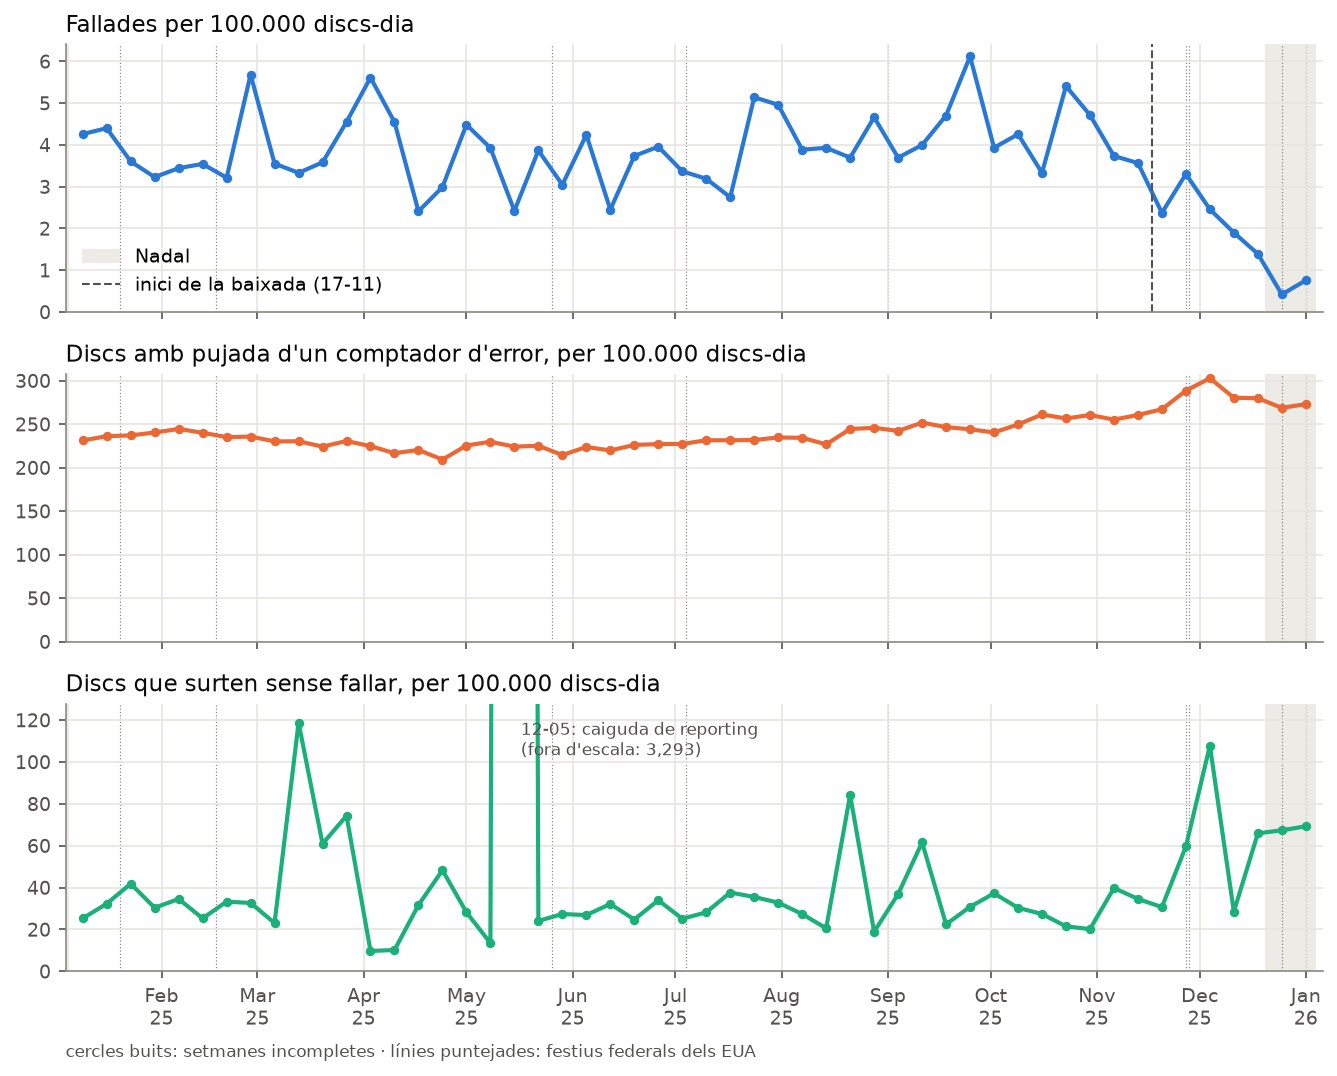 Fallades per 100.000 discs-dia
6
5
4
3
2
1
0
Nadal
inici de la baixada (17-11)
Discs amb pujada d'un comptador d'error, per 100.000 discs-dia
300
250
200
150
100
50
0
Discs que surten sense fallar, per 100.000 discs-dia
120
100
80
60
40
20
0
12-05: caiguda de reporting
(fora d'escala: 3,293)
Feb Mar Apr May Jun Jul Aug Sep Oct Nov Dec Jan
25 25 25 25 25 25 25 25 25 25 25 26
cercles buits: setmanes incompletes · línies puntejades: festius federals dels EUA